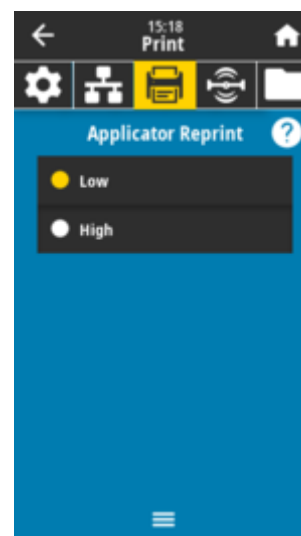 15:18
Print
Applicator Reprint
?
Low
High